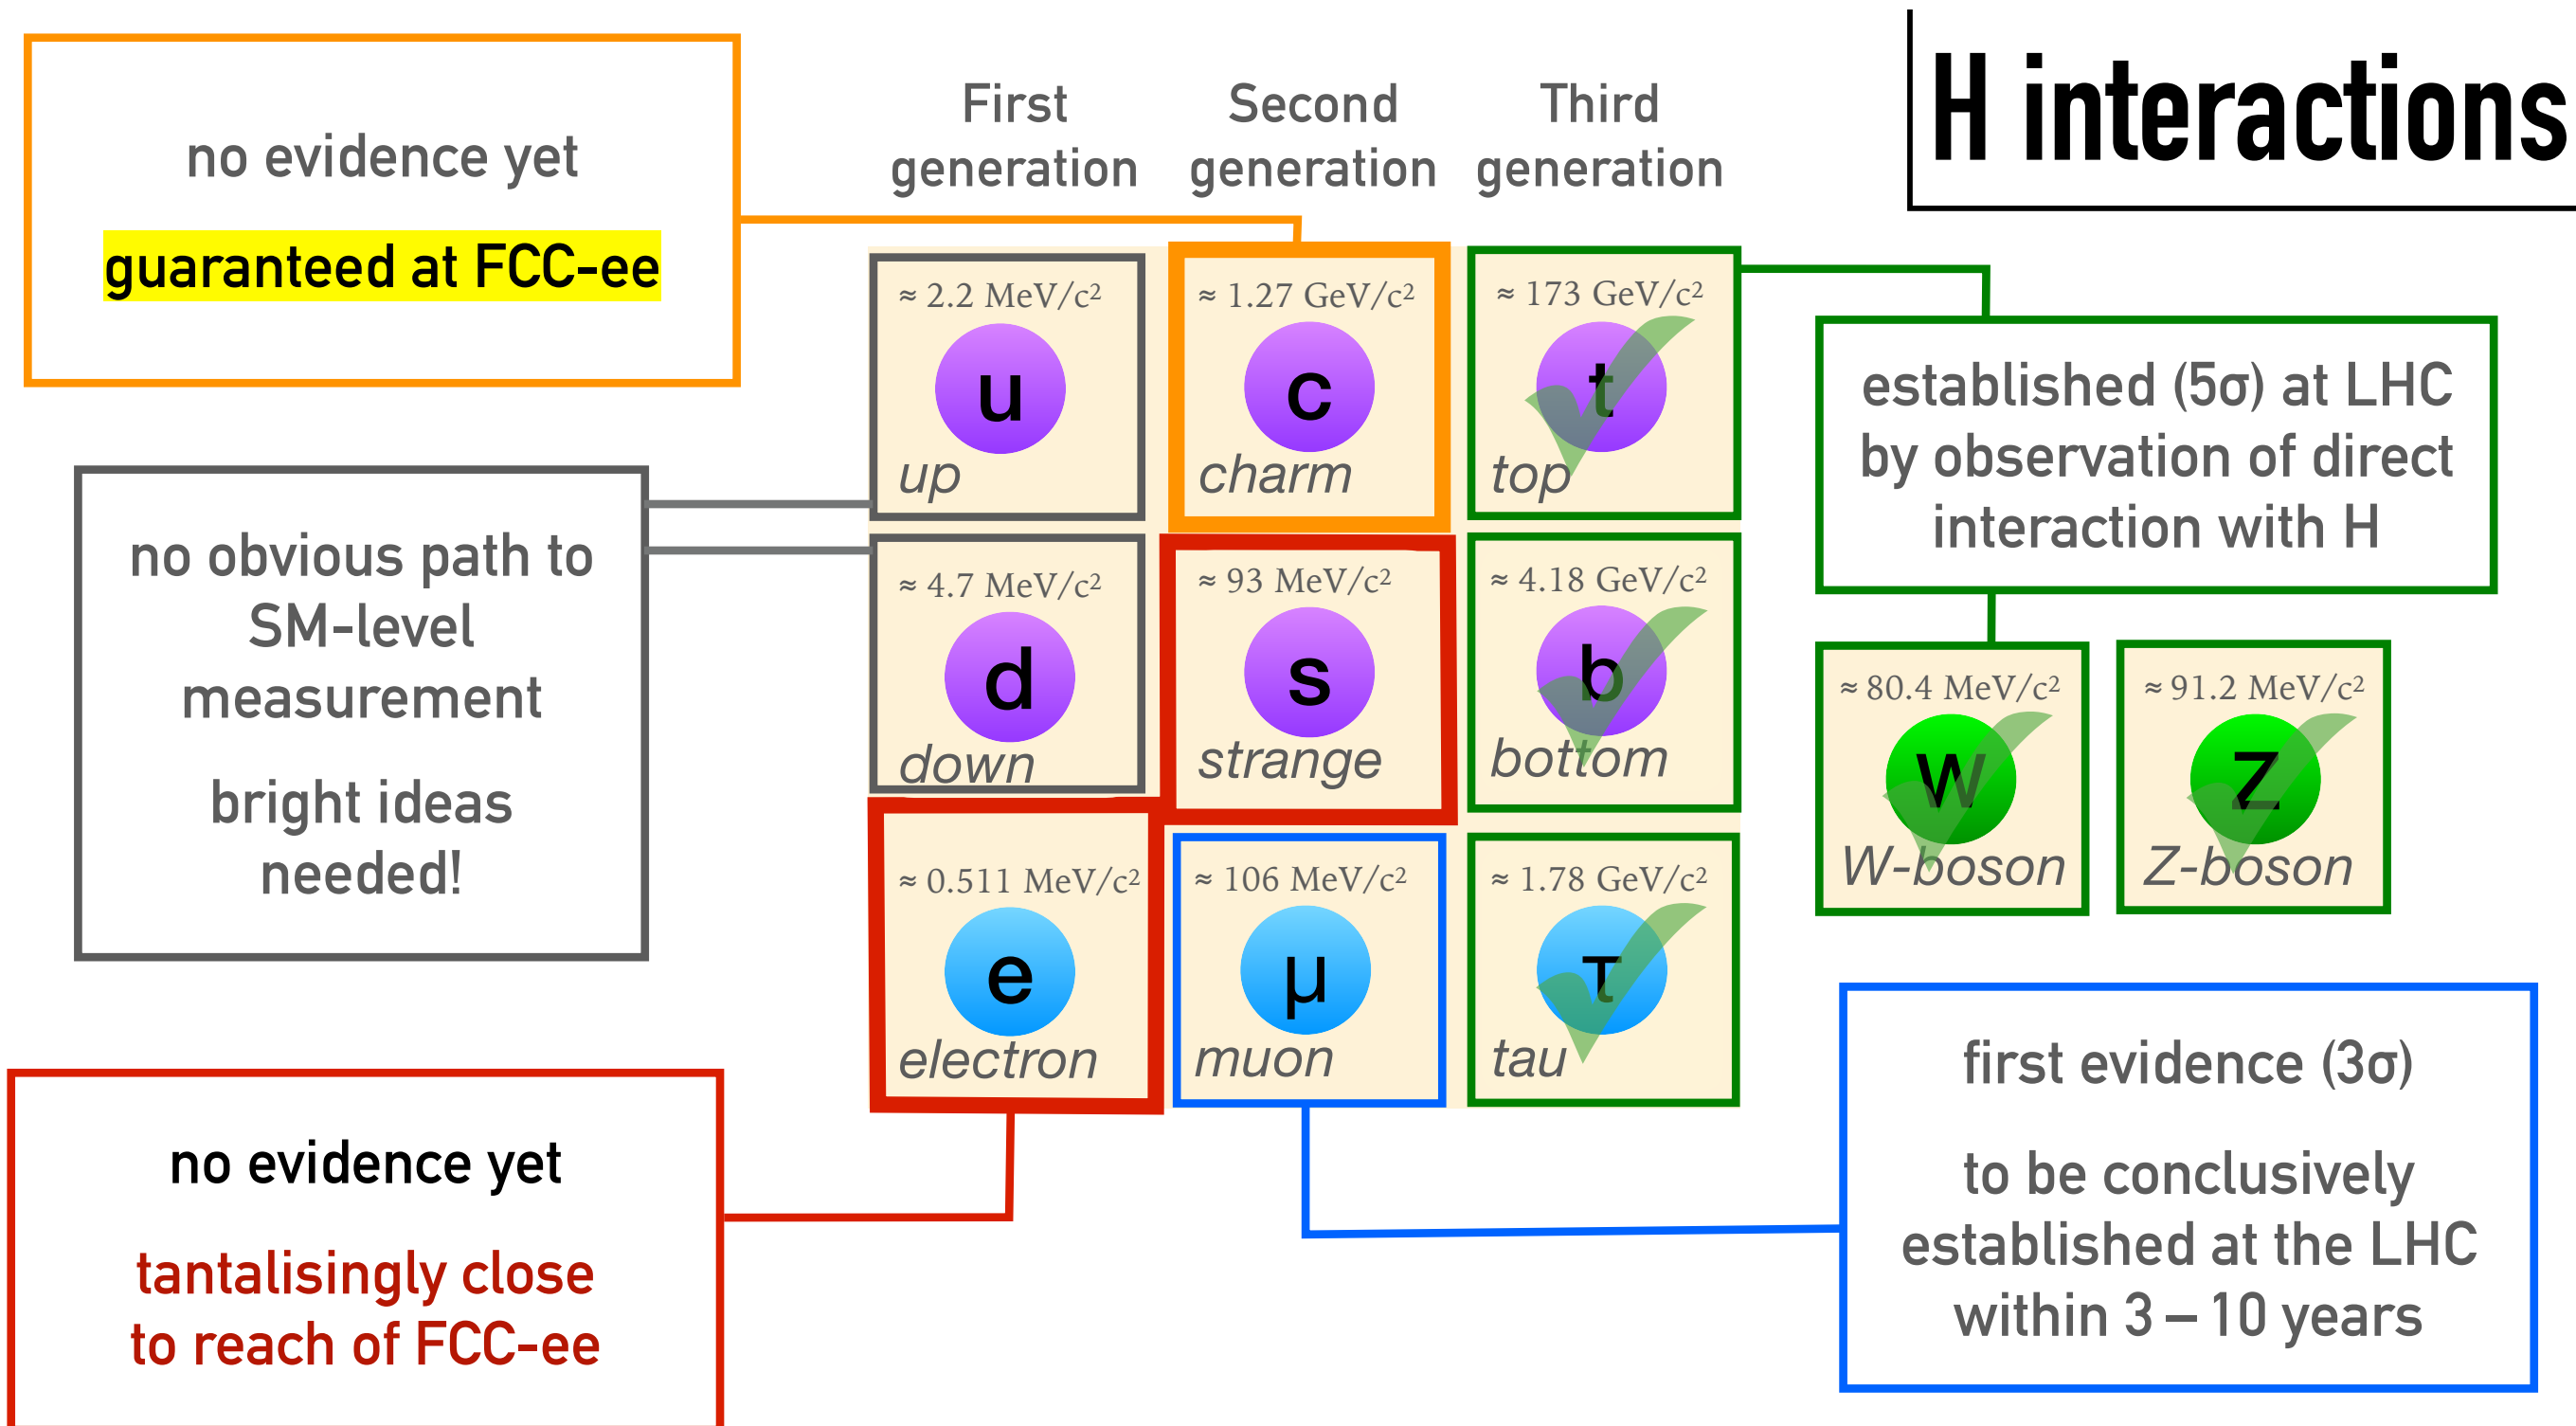 H interactions
no evidence yet
guaranteed at FCC-ee
First
generation
Second
generation
Third
generation
≈ 2.2 MeV/c²
u
up
≈ 1.27 GeV/c²
c
charm
≈ 173 GeV/c²
t
top
established (5σ) at LHC
by observation of direct
interaction with H
no obvious path to
SM-level
measurement
bright ideas
needed!
≈ 4.7 MeV/c²
d
down
≈ 93 MeV/c²
s
strange
≈ 4.18 GeV/c²
b
bottom
≈ 80.4 MeV/c²
W
W-boson
≈ 91.2 MeV/c²
Z
Z-boson
≈ 0.511 MeV/c²
e
electron
≈ 106 MeV/c²
μ
muon
≈ 1.78 GeV/c²
τ
tau
no evidence yet
tantalisingly close
to reach of FCC-ee
first evidence (3σ)
to be conclusively
established at the LHC
within 3 – 10 years